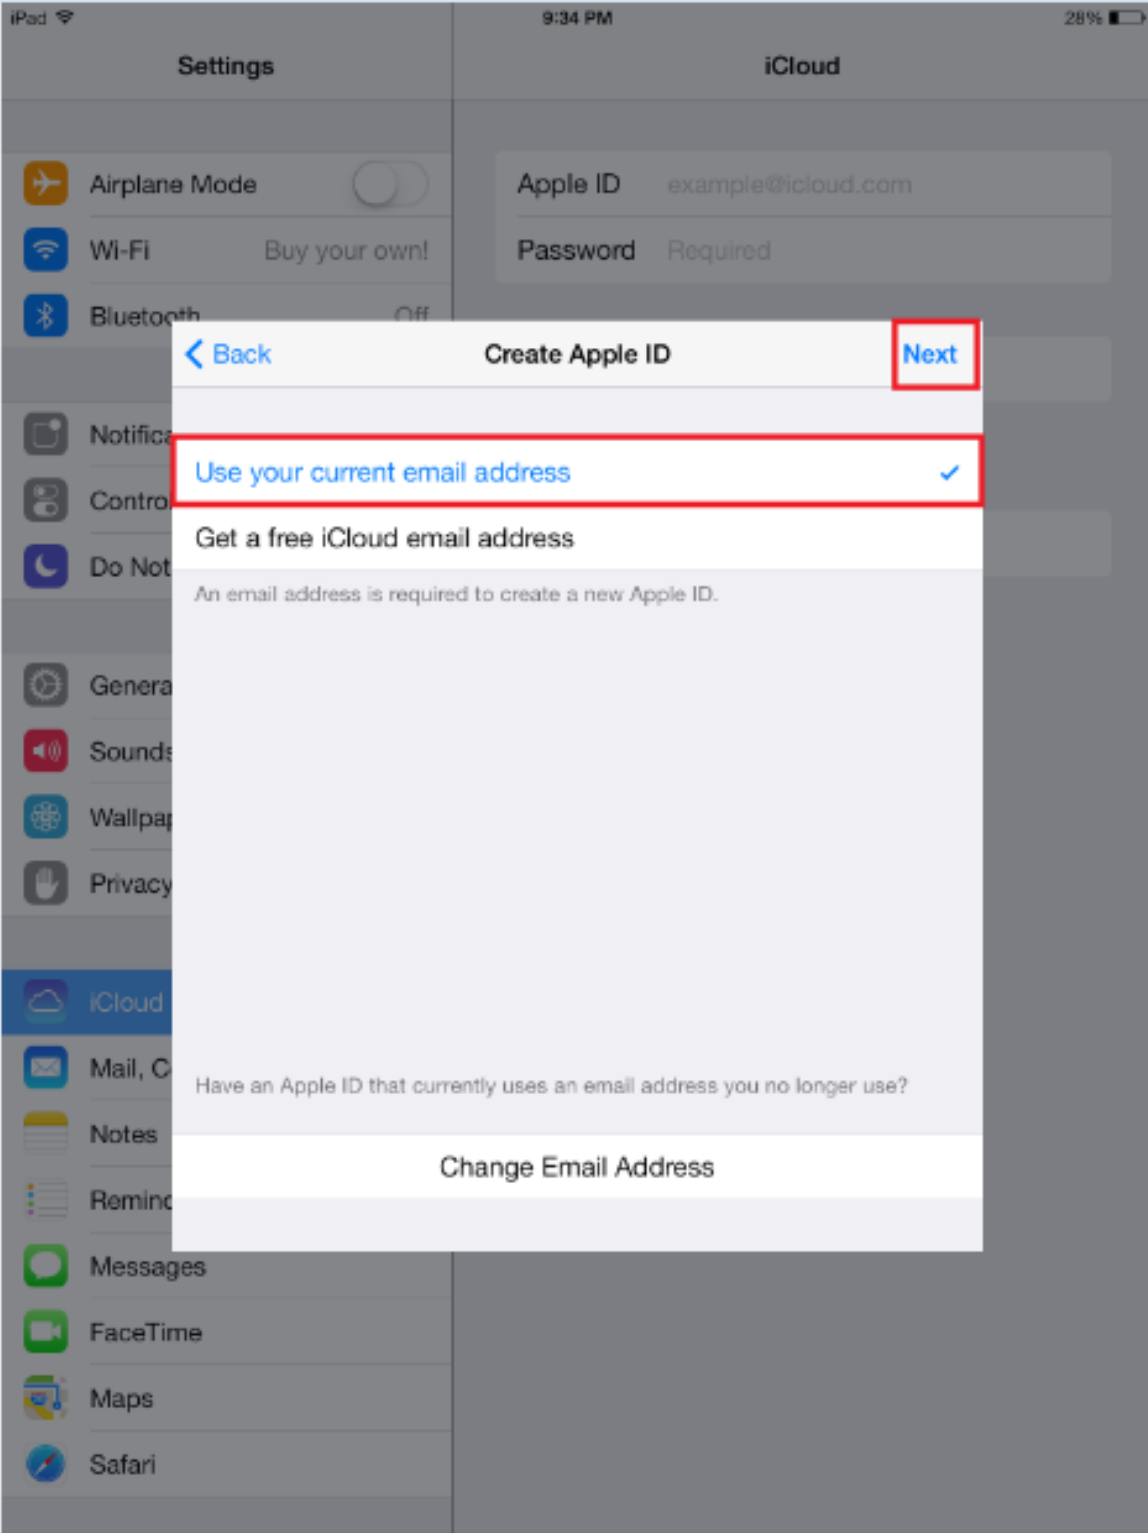 iPad 9:34 PM 28%
Settings
iCloud
Airplane Mode
Apple ID example@icloud.com
Wi-Fi Buy your own!
Password Required
Bluetooth Off
Back Create Apple ID Next
Notifica
Use your current email address
Contro
Get a free iCloud email address
Do Not
An email address is required to create a new Apple ID.
Genera
Sounds
Wallpap
Privacy
iCloud
Mail, C
Have an Apple ID that currently uses an email address you no longer use?
Notes
Change Email Address
Remind
Messages
FaceTime
Maps
Safari